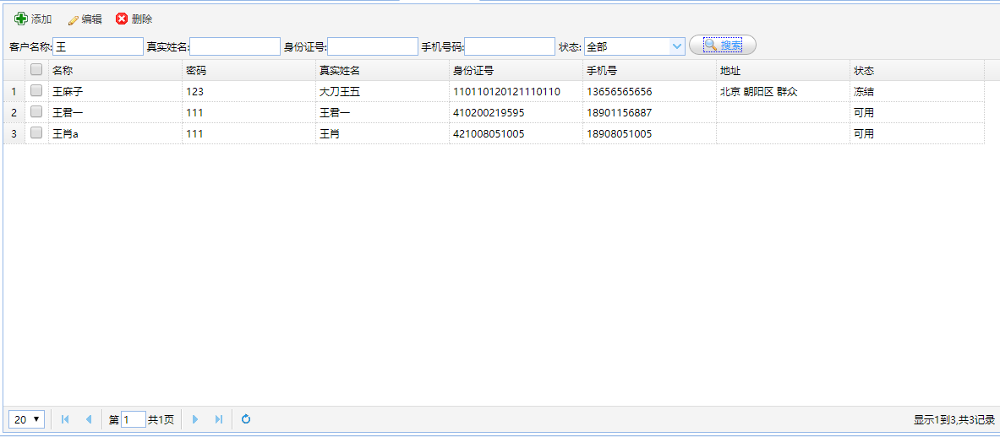 添加 编辑 删除
客户名称: 王 真实姓名: 身份证号: 手机号码: 状态: 全部 搜索
名称 密码 真实姓名 身份证号 手机号 地址 状态
1 王麻子 123 大刀王五 110110120121110110 13656565656 北京 朝阳区 群众 冻结
2 王君一 111 王君一 410200219595 18901156887 可用
3 王肖a 111 王肖 421008051005 18908051005 可用
20 第 1 共1页 显示1到3,共3记录